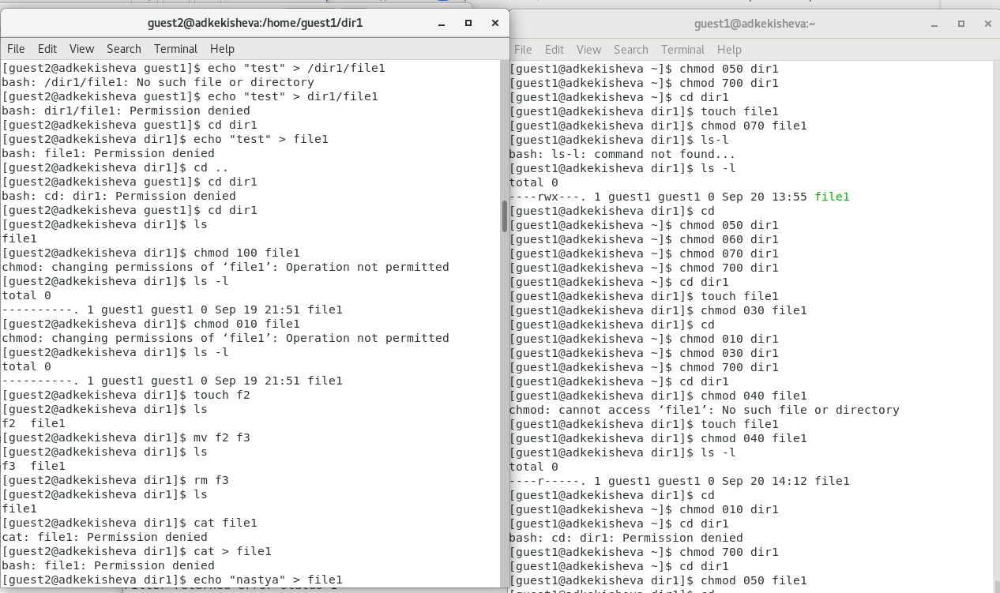 guest2@adkekisheva:/home/guest1/dir1
File Edit View Search Terminal Help
[guest2@adkekisheva guest1]$ echo "test" > /dir1/file1
bash: /dir1/file1: No such file or directory
[guest2@adkekisheva guest1]$ echo "test" > dir1/file1
bash: dir1/file1: Permission denied
[guest2@adkekisheva guest1]$ cd dir1
[guest2@adkekisheva dir1]$ echo "test" > file1
bash: file1: Permission denied
[guest2@adkekisheva dir1]$ cd ..
[guest2@adkekisheva guest1]$ cd dir1
bash: cd: dir1: Permission denied
[guest2@adkekisheva guest1]$ cd dir1
[guest2@adkekisheva dir1]$ ls
file1
[guest2@adkekisheva dir1]$ chmod 100 file1
chmod: changing permissions of ‘file1’: Operation not permitted
[guest2@adkekisheva dir1]$ ls -l
total 0
----------. 1 guest1 guest1 0 Sep 19 21:51 file1
[guest2@adkekisheva dir1]$ chmod 010 file1
chmod: changing permissions of ‘file1’: Operation not permitted
[guest2@adkekisheva dir1]$ ls -l
total 0
----------. 1 guest1 guest1 0 Sep 19 21:51 file1
[guest2@adkekisheva dir1]$ touch f2
[guest2@adkekisheva dir1]$ ls
f2  file1
[guest2@adkekisheva dir1]$ mv f2 f3
[guest2@adkekisheva dir1]$ ls
f3  file1
[guest2@adkekisheva dir1]$ rm f3
[guest2@adkekisheva dir1]$ ls
file1
[guest2@adkekisheva dir1]$ cat file1
cat: file1: Permission denied
[guest2@adkekisheva dir1]$ cat > file1
bash: file1: Permission denied
[guest2@adkekisheva dir1]$ echo "nastya" > file1
guest1@adkekisheva:~
File Edit View Search Terminal Help
[guest1@adkekisheva ~]$ chmod 050 dir1
[guest1@adkekisheva ~]$ chmod 700 dir1
[guest1@adkekisheva ~]$ cd dir1
[guest1@adkekisheva dir1]$ touch file1
[guest1@adkekisheva dir1]$ chmod 070 file1
[guest1@adkekisheva dir1]$ ls-l
bash: ls-l: command not found...
[guest1@adkekisheva dir1]$ ls -l
total 0
----rwx---. 1 guest1 guest1 0 Sep 20 13:55 file1
[guest1@adkekisheva dir1]$ cd
[guest1@adkekisheva ~]$ chmod 050 dir1
[guest1@adkekisheva ~]$ chmod 060 dir1
[guest1@adkekisheva ~]$ chmod 070 dir1
[guest1@adkekisheva ~]$ chmod 700 dir1
[guest1@adkekisheva ~]$ cd dir1
[guest1@adkekisheva dir1]$ touch file1
[guest1@adkekisheva dir1]$ chmod 030 file1
[guest1@adkekisheva dir1]$ cd
[guest1@adkekisheva ~]$ chmod 010 dir1
[guest1@adkekisheva ~]$ chmod 030 dir1
[guest1@adkekisheva ~]$ chmod 700 dir1
[guest1@adkekisheva ~]$ cd dir1
[guest1@adkekisheva dir1]$ chmod 040 file1
chmod: cannot access ‘file1’: No such file or directory
[guest1@adkekisheva dir1]$ touch file1
[guest1@adkekisheva dir1]$ chmod 040 file1
[guest1@adkekisheva dir1]$ ls -l
total 0
----r-----. 1 guest1 guest1 0 Sep 20 14:12 file1
[guest1@adkekisheva dir1]$ cd
[guest1@adkekisheva ~]$ chmod 010 dir1
[guest1@adkekisheva ~]$ cd dir1
bash: cd: dir1: Permission denied
[guest1@adkekisheva ~]$ chmod 700 dir1
[guest1@adkekisheva ~]$ cd dir1
[guest1@adkekisheva dir1]$ chmod 050 file1